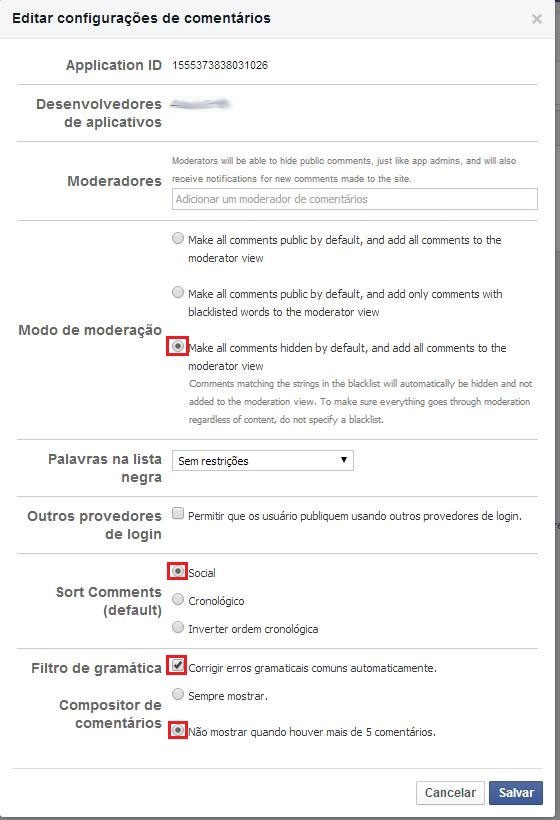 Editar configurações de comentários
Application ID 1555373838031026
Desenvolvedores
de aplicativos
Moderators will be able to hide public comments, just like app admins, and will also
Moderadores
receive notifications for new comments made to the site.
Adicionar um moderador de comentários
Make all comments public by default, and add all comments to the
moderator view
Make all comments public by default, and add only comments with
blacklisted words to the moderator view
Modo de moderação
Make all comments hidden by default, and add all comments to the
moderator view
Comments matching the strings in the blacklist will automatically be hidden and not
added to the moderation view. To make sure everything goes through moderation
regardless of content, do not specify a blacklist.
Palavras na lista
negra
Sem restrições
Outros provedores
de login
Permitir que os usuário publiquem usando outros provedores de login.
Sort Comments
(default)
Social
Cronológico
Inverter ordem cronológica
Filtro de gramática
Corrigir erros gramaticais comuns automaticamente.
Compositor de
comentários
Sempre mostrar.
Não mostrar quando houver mais de 5 comentários.
Cancelar
Salvar